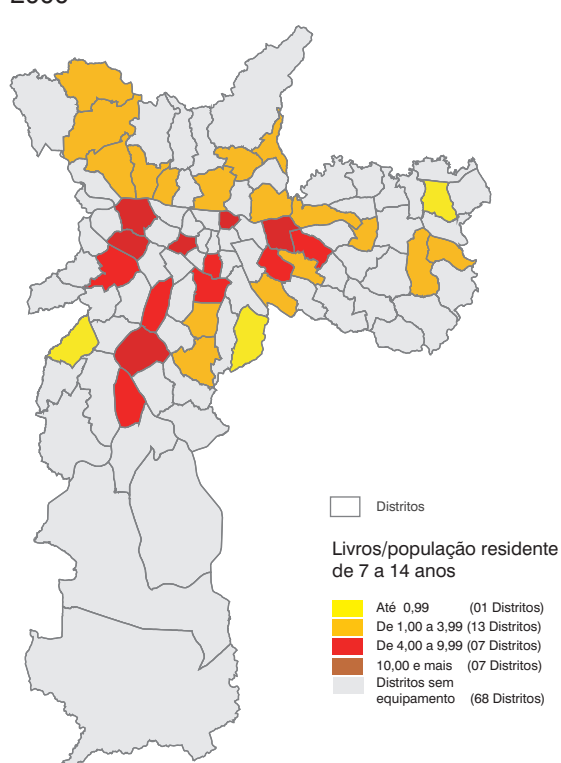 Distritos
Livros/população residente
de 7 a 14 anos
Até 0,99 (01 Distritos)
De 1,00 a 3,99 (13 Distritos)
De 4,00 a 9,99 (07 Distritos)
10,00 e mais (07 Distritos)
Distritos sem
equipamento (68 Distritos)